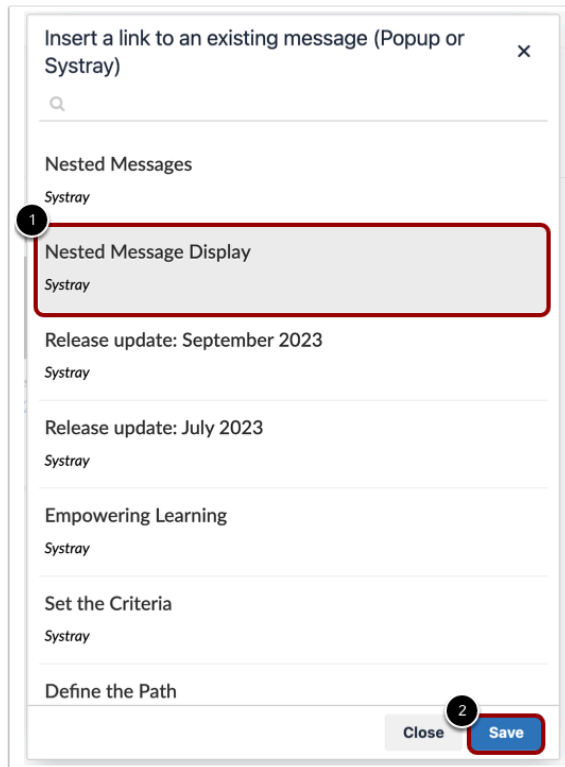 Insert a link to an existing message (Popup or
Systray)
Nested Messages
Systray
1
Nested Message Display
Systray
Release update: September 2023
Systray
Release update: July 2023
Systray
Empowering Learning
Systray
Set the Criteria
Systray
Define the Path
2
Close Save